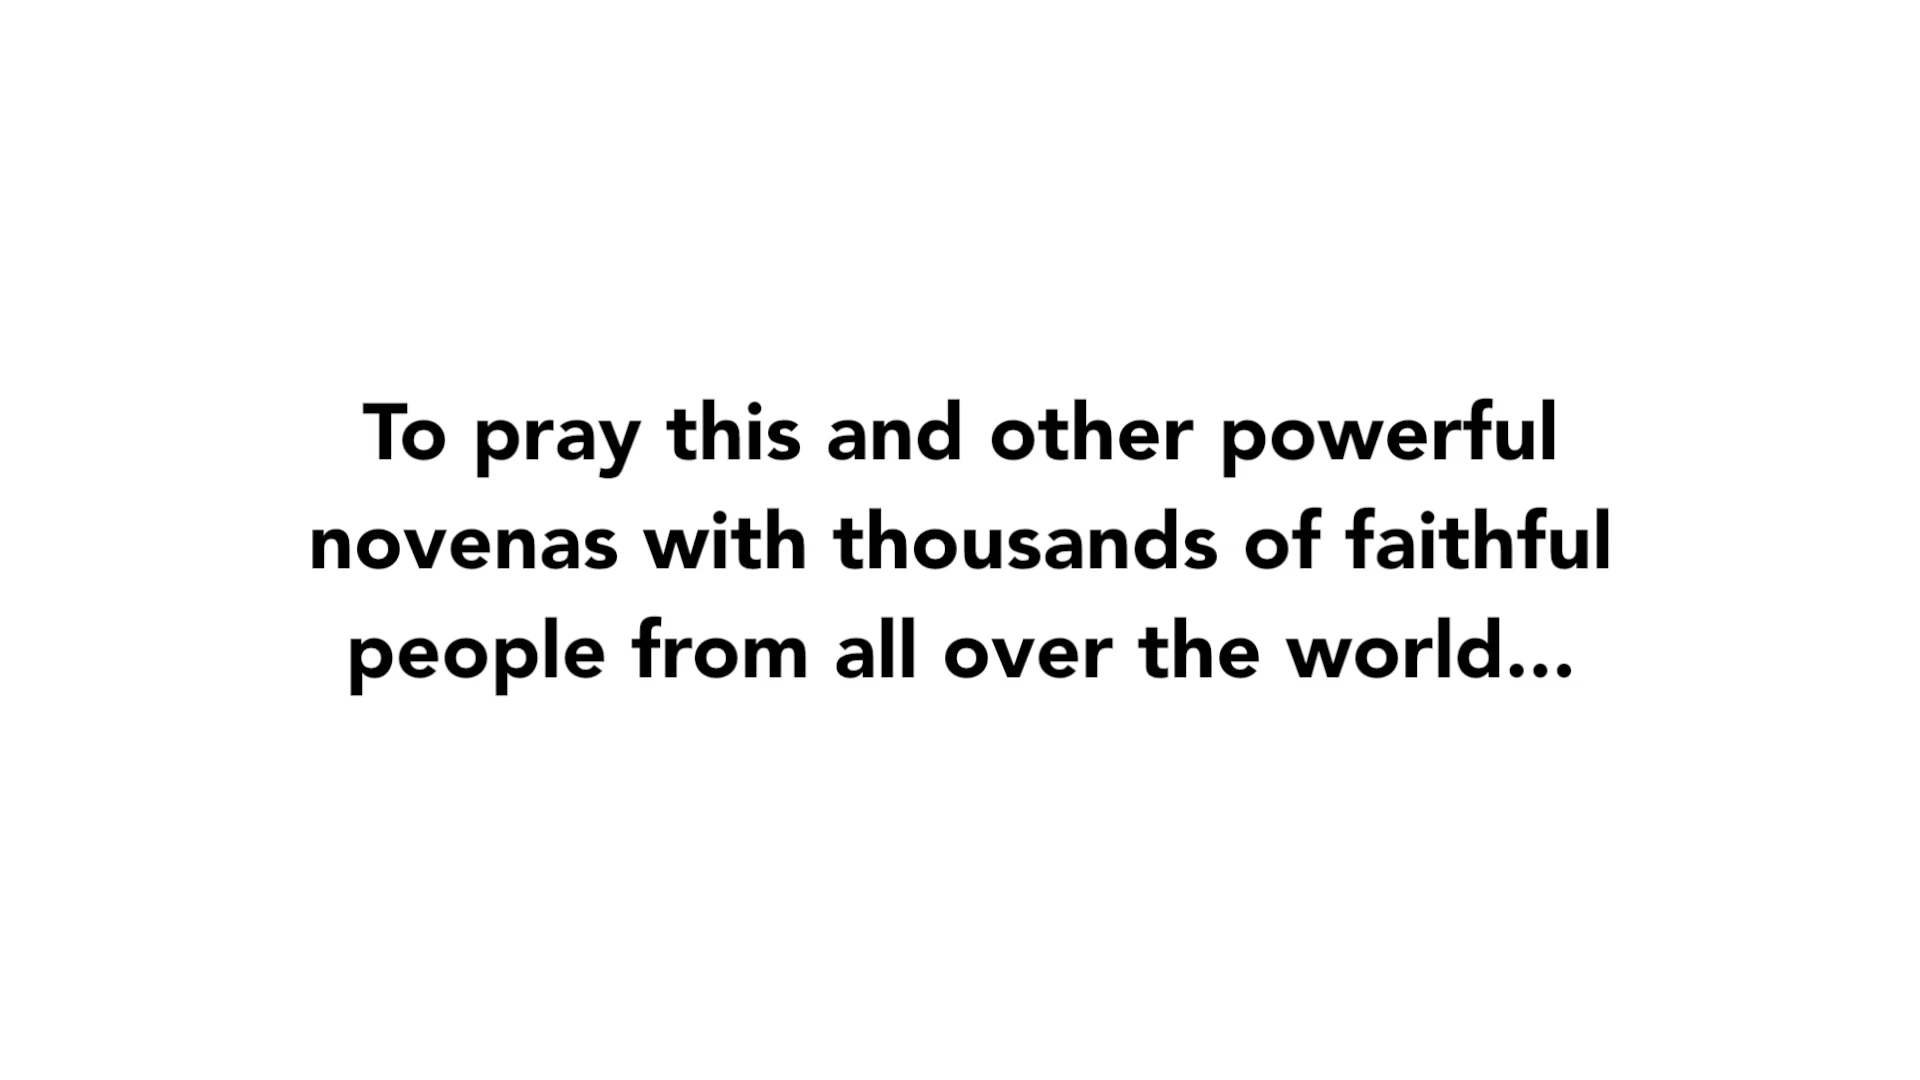 To pray this and other powerful
novenas with thousands of faithful
people from all over the world...